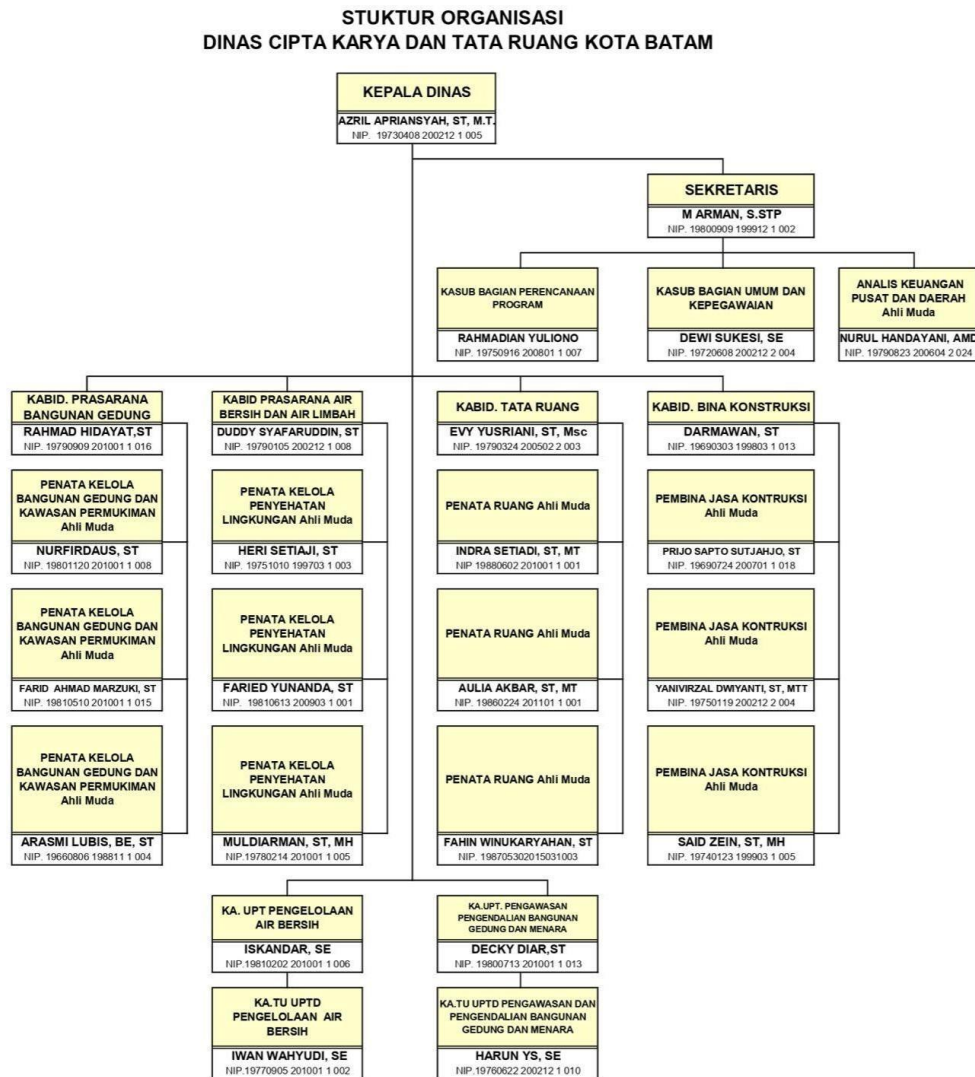 STUKTUR ORGANISASI
DINAS CIPTA KARYA DAN TATA RUANG KOTA BATAM
KEPALA DINAS
AZRIL APRIANSYAH, ST, M.T.
NIP. 19730408 200212 1 005
SEKRETARIS
M ARMAN, S.STP
NIP. 19800909 199912 1 002
KASUB BAGIAN PERENCANAAN
PROGRAM
RAHMADIAN YULIONO
NIP. 19750916 200801 1 007
KASUB BAGIAN UMUM DAN
KEPEGAWAIAN
DEWI SUKESI, SE
NIP. 19720608 200212 2 004
ANALIS KEUANGAN
PUSAT DAN DAERAH
Ahli Muda
NURUL HANDAYANI, AMD
NIP. 19790823 200604 2 024
KABID. PRASARANA
BANGUNAN GEDUNG
RAHMAD HIDAYAT,ST
NIP. 19790909 201001 1 016
PENATA KELOLA
BANGUNAN GEDUNG DAN
KAWASAN PERMUKIMAN
Ahli Muda
NURFIRDAUS, ST
NIP. 19801120 201001 1 008
PENATA KELOLA
BANGUNAN GEDUNG DAN
KAWASAN PERMUKIMAN
Ahli Muda
FARID AHMAD MARZUKI, ST
NIP. 19810510 201001 1 015
PENATA KELOLA
BANGUNAN GEDUNG DAN
KAWASAN PERMUKIMAN
Ahli Muda
ARASMI LUBIS, BE, ST
NIP. 19660806 198811 1 004
KABID PRASARANA AIR
BERSIH DAN AIR LIMBAH
DUDDY SYAFARUDDIN, ST
NIP. 19790105 200212 1 008
PENATA KELOLA
PENYEHATAN
LINGKUNGAN Ahli Muda
HERI SETIAJI, ST
NIP. 19751010 199703 1 003
PENATA KELOLA
PENYEHATAN
LINGKUNGAN Ahli Muda
FARIED YUNANDA, ST
NIP. 19810613 200903 1 001
PENATA KELOLA
PENYEHATAN
LINGKUNGAN Ahli Muda
MULDIARMAN, ST, MH
NIP.19780214 201001 1 005
KABID. TATA RUANG
EVY YUSRIANI, ST, Msc
NIP. 19790324 200502 2 003
PENATA RUANG Ahli Muda
INDRA SETIADI, ST, MT
NIP 19880602 201001 1 001
PENATA RUANG Ahli Muda
AULIA AKBAR, ST, MT
NIP. 19860224 201101 1 001
PENATA RUANG Ahli Muda
FAHIN WINUKARYAHAN, ST
NIP. 198705302015031003
KABID. BINA KONSTRUKSI
DARMAWAN, ST
NIP. 19690303 199803 1 013
PEMBINA JASA KONTRUKSI
Ahli Muda
PRIJO SAPTO SUTJAHJO, ST
NIP. 19690724 200701 1 018
PEMBINA JASA KONTRUKSI
Ahli Muda
YANIVIRZAL DWIYANTI, ST, MTT
NIP. 19750119 200212 2 004
PEMBINA JASA KONTRUKSI
Ahli Muda
SAID ZEIN, ST, MH
NIP. 19740123 199903 1 005
KA. UPT PENGELOLAAN
AIR BERSIH
ISKANDAR, SE
NIP.19810202 201001 1 006
KA.TU UPTD
PENGELOLAAN AIR
BERSIH
IWAN WAHYUDI, SE
NIP.19770905 201001 1 002
KA.UPT. PENGAWASAN
PENGENDALIAN BANGUNAN
GEDUNG DAN MENARA
DECKY DIAR,ST
NIP. 19800713 201001 1 013
KA.TU UPTD PENGAWASAN DAN
PENGENDALIAN BANGUNAN
GEDUNG DAN MENARA
HARUN YS, SE
NIP.19760622 200212 1 010